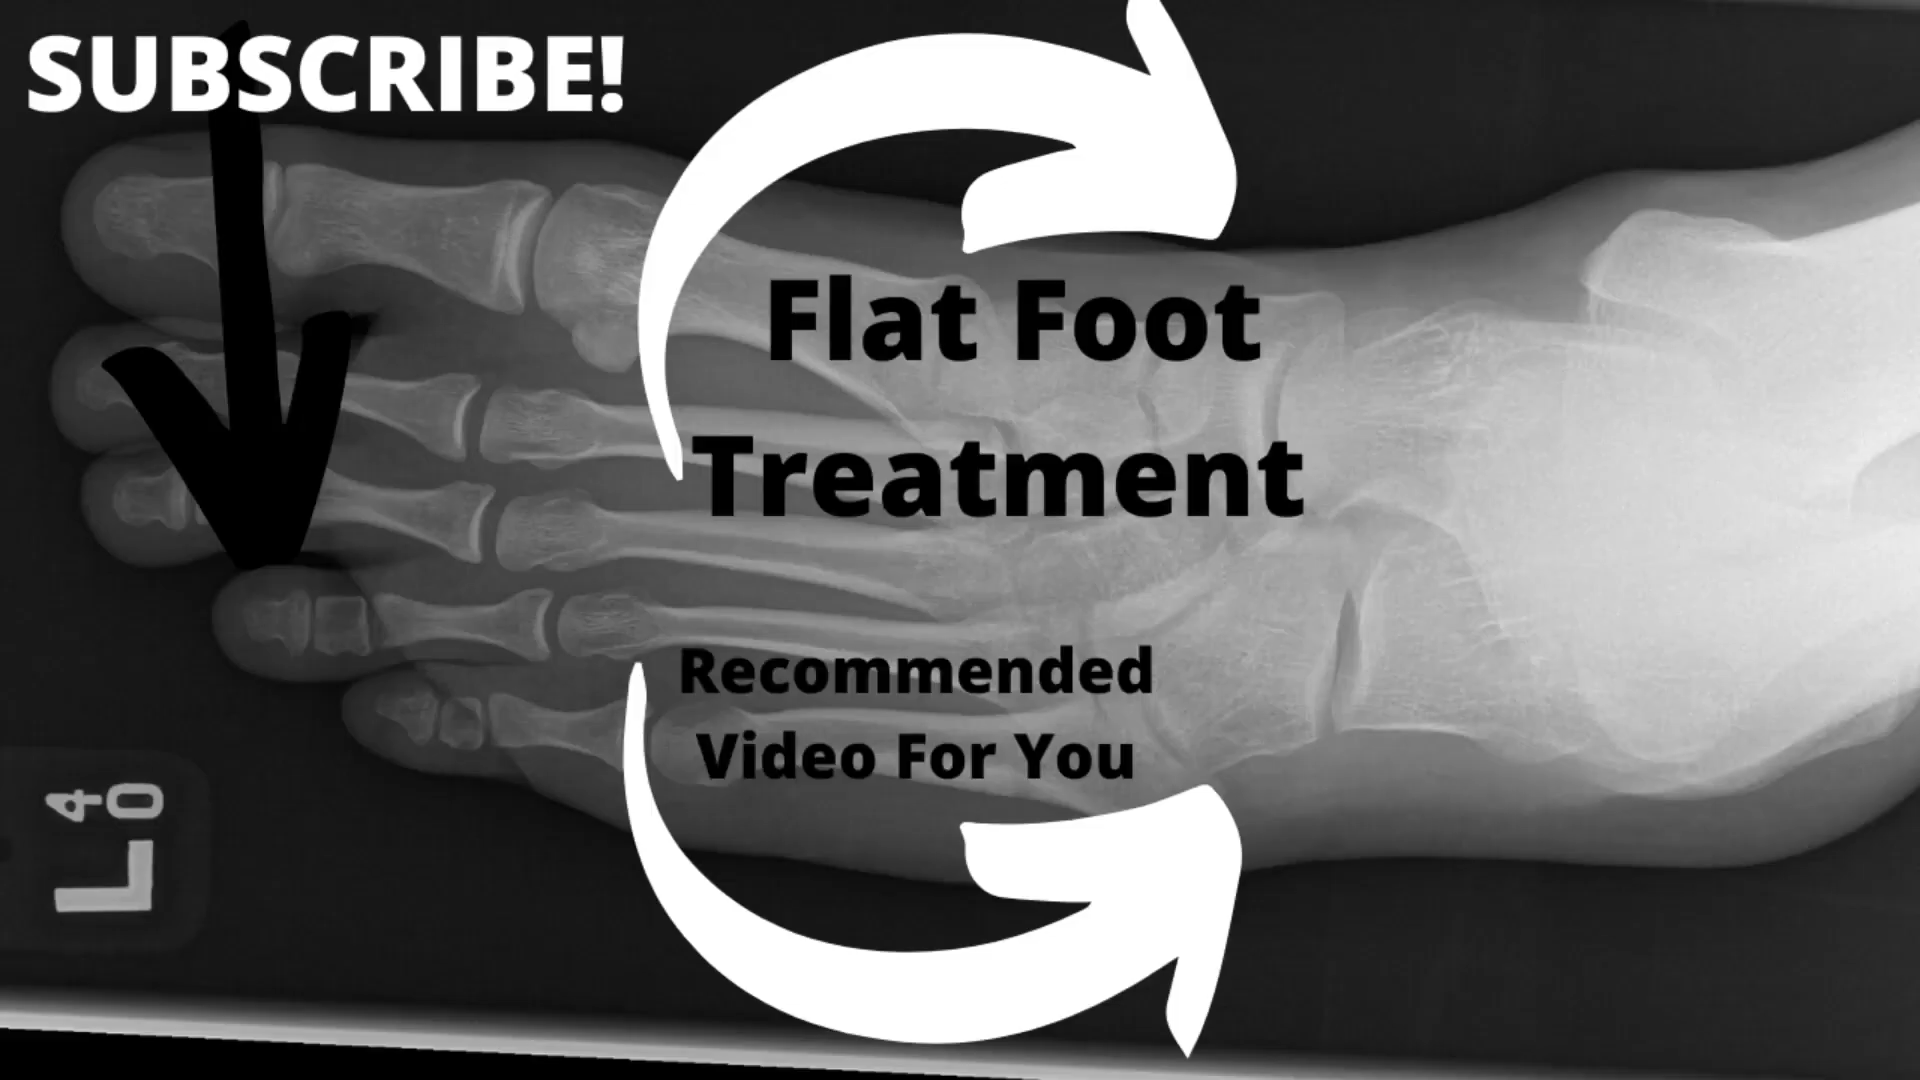 SUBSCRIBE!
Flat Foot
Treatment
Recommended
Video For You
L
40